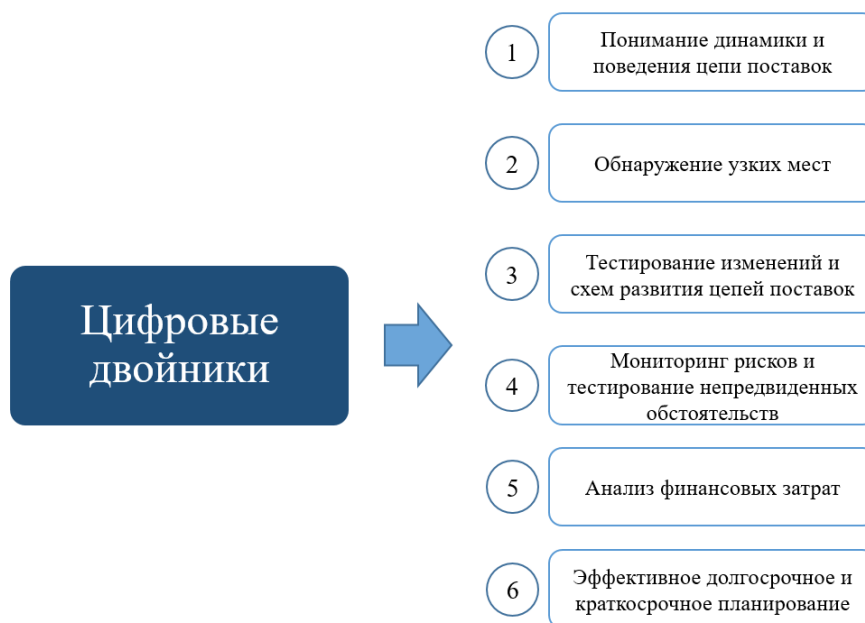 Цифровые
двойники
1
Понимание динамики и
поведения цепи поставок
2
Обнаружение узких мест
3
Тестирование изменений и
схем развития цепей поставок
4
Мониторинг рисков и
тестирование непредвиденных
обстоятельств
5
Анализ финансовых затрат
6
Эффективное долгосрочное и
краткосрочное планирование